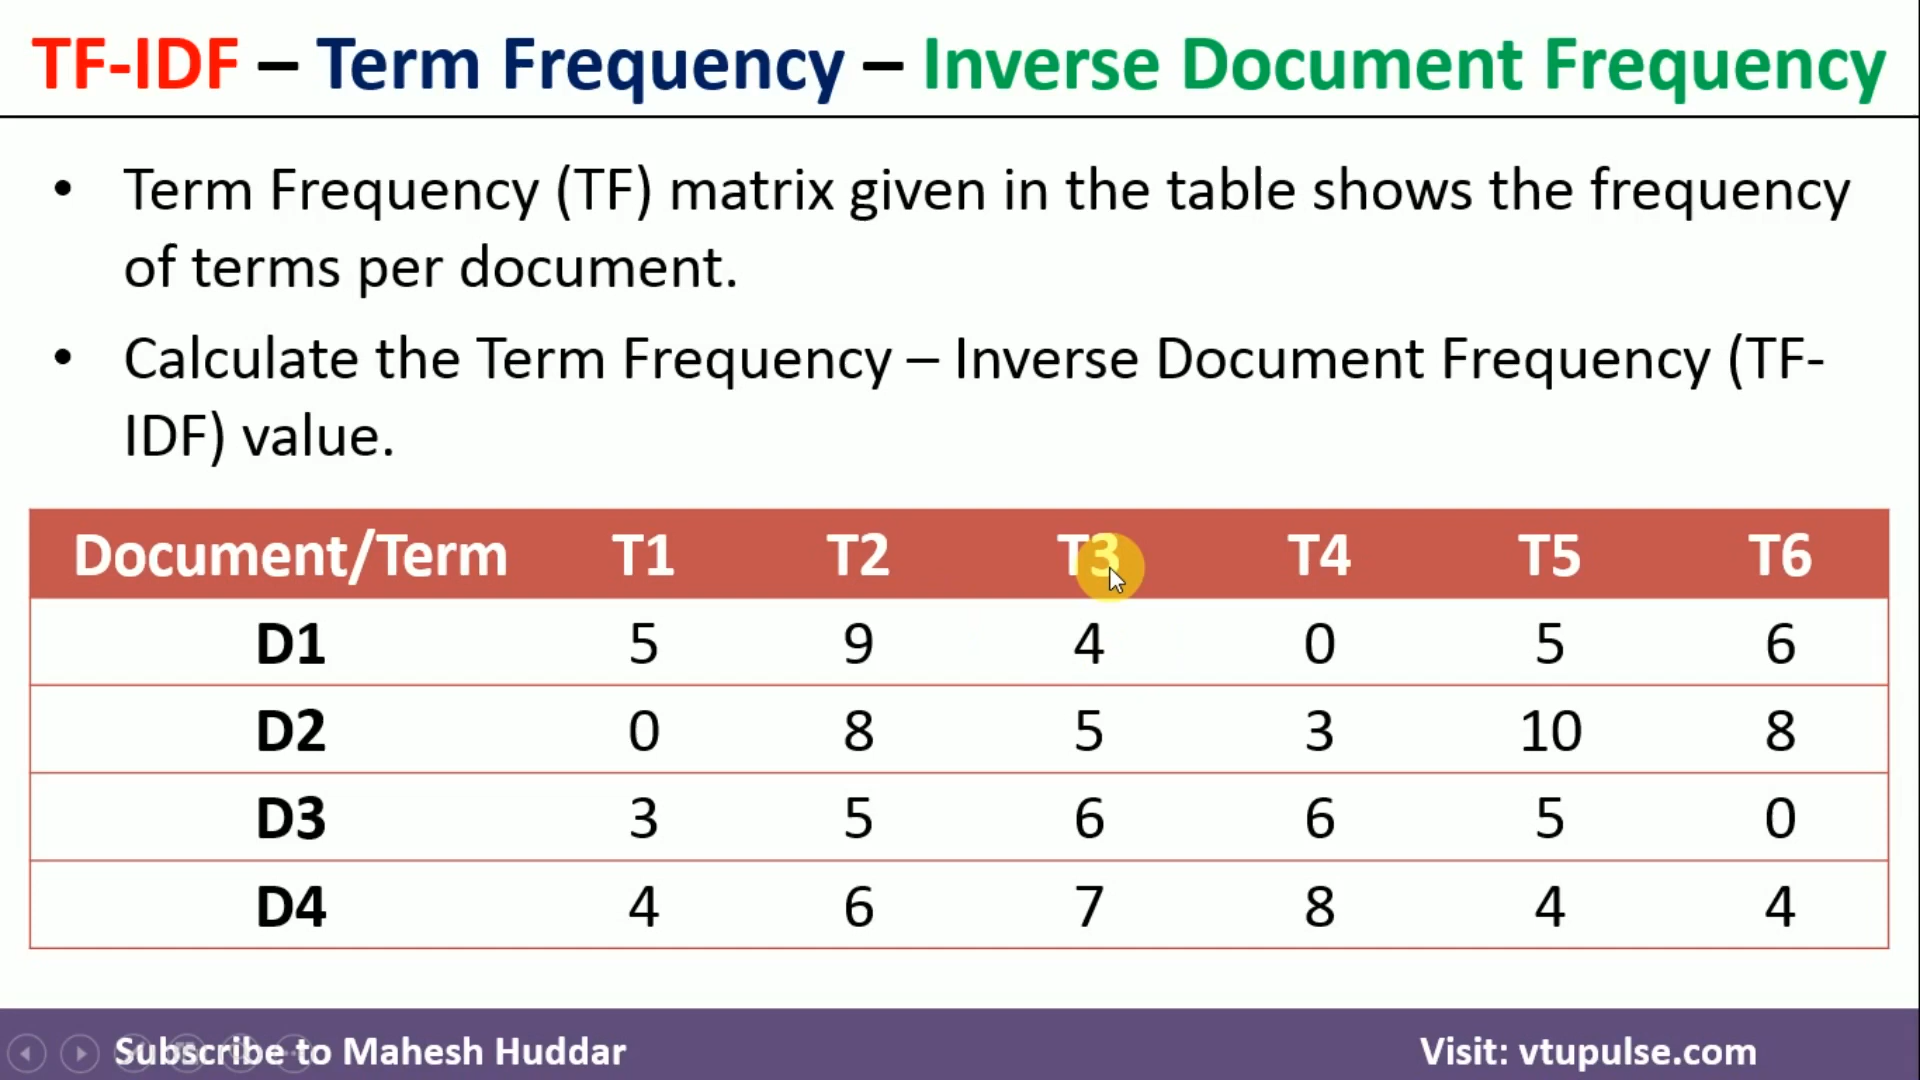 TF-IDF – Term Frequency – Inverse Document Frequency
• Term Frequency (TF) matrix given in the table shows the frequency
of terms per document.
• Calculate the Term Frequency – Inverse Document Frequency (TF-
IDF) value.
Document/Term T1 T2 T3 T4 T5 T6
D1 5 9 4 0 5 6
D2 0 8 5 3 10 8
D3 3 5 6 6 5 0
D4 4 6 7 8 4 4
Subscribe to Mahesh Huddar Visit: vtupulse.com